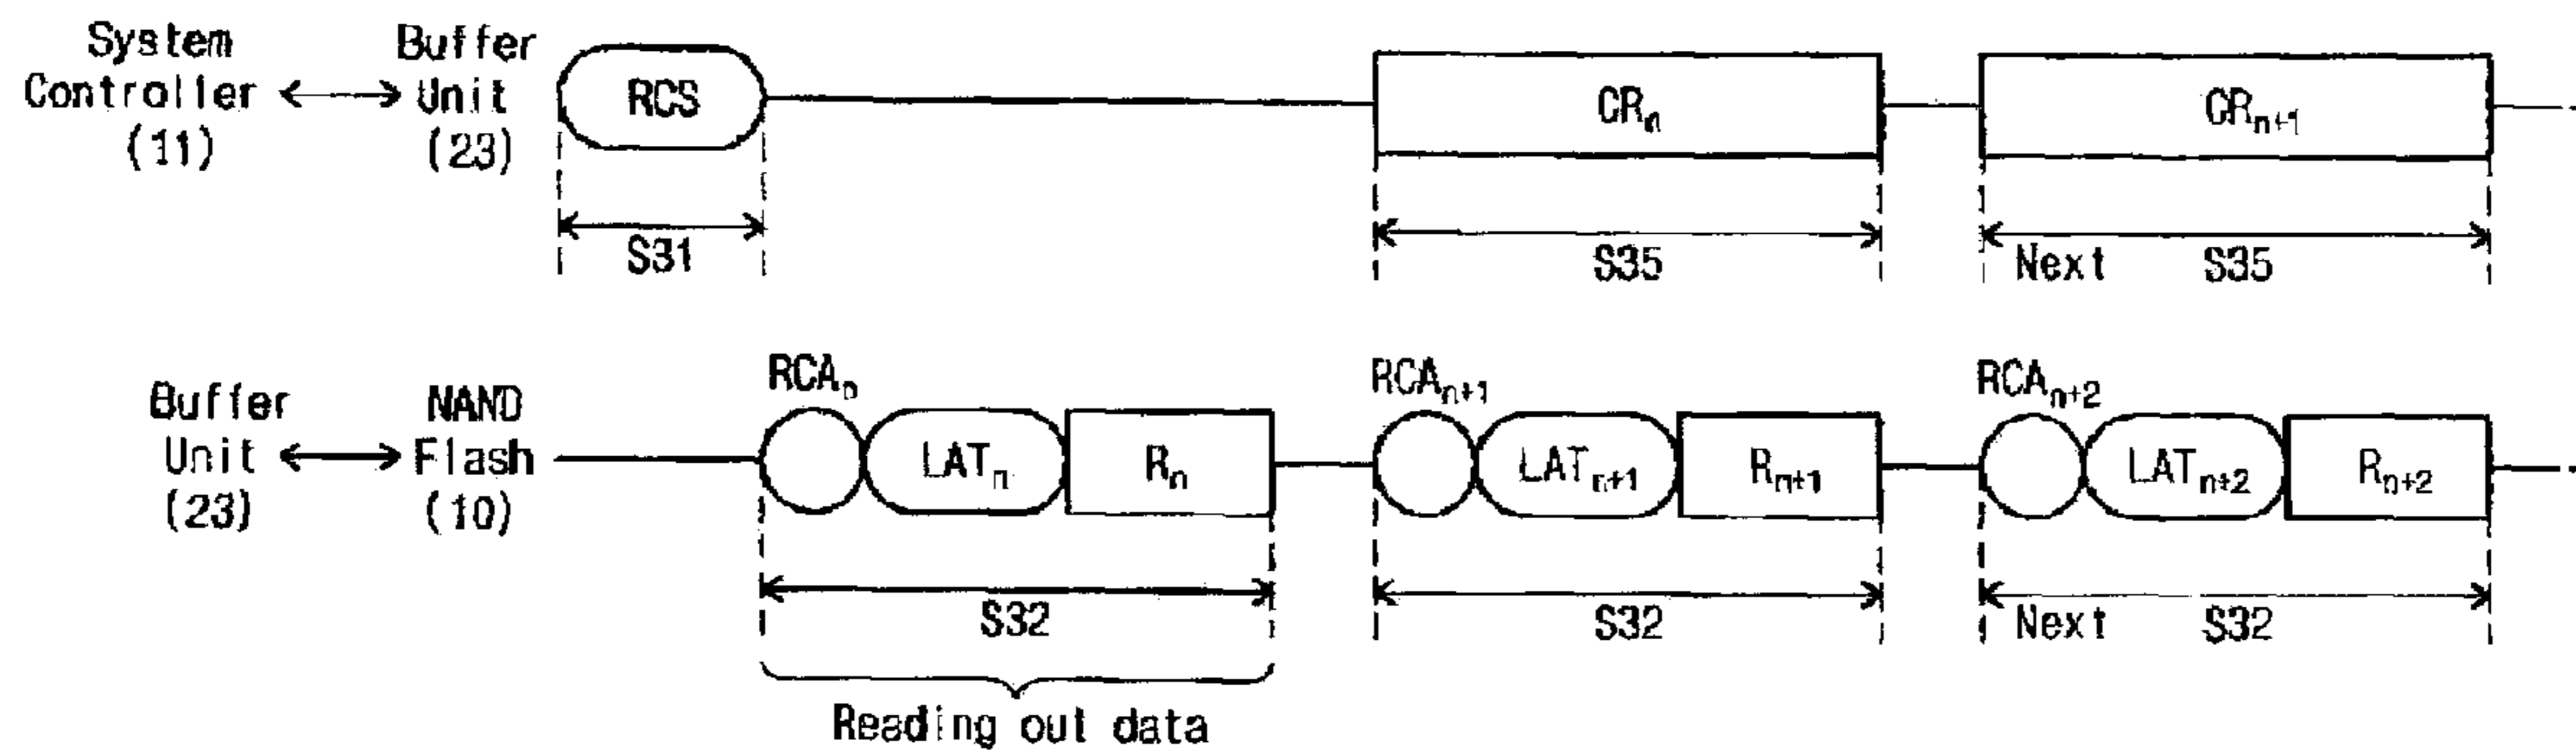 System Controller (11) ⟷ Buffer Unit (23)
RCS
CRn
CRn+1
S31
S35
Next S35
Buffer Unit (23) ⟷ NAND Flash (10)
RCAn
LATn
Rn
RCAn+1
LATn+1
Rn+1
RCAn+2
LATn+2
Rn+2
S32
S32
Next S32
Reading out data